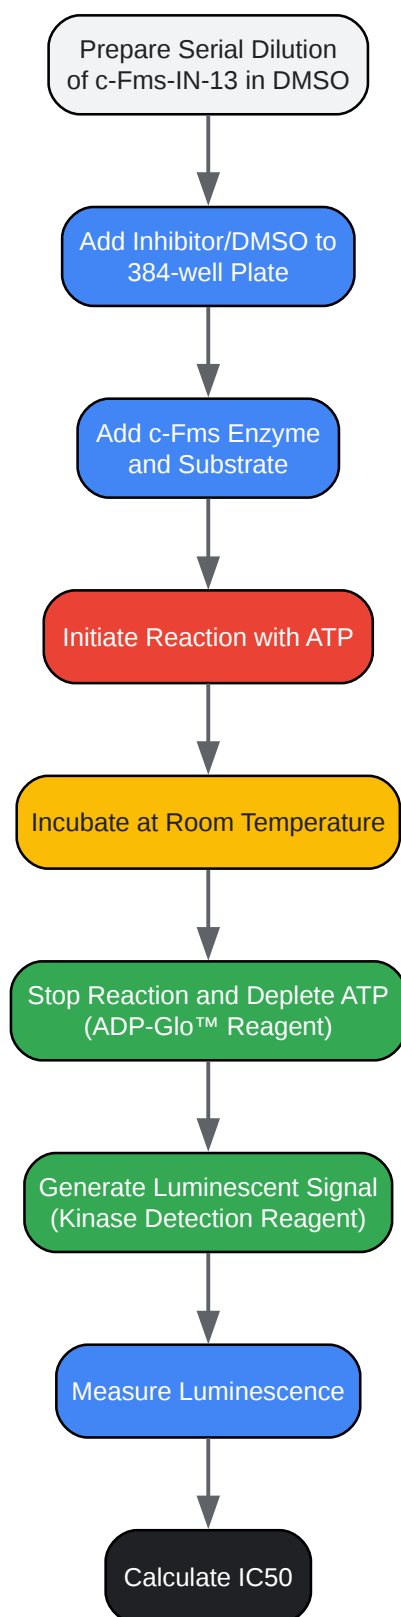 Prepare Serial Dilution
of c-Fms-IN-13 in DMSO
Add Inhibitor/DMSO to
384-well Plate
Add c-Fms Enzyme
and Substrate
Initiate Reaction with ATP
Incubate at Room Temperature
Stop Reaction and Deplete ATP
(ADP-Glo™ Reagent)
Generate Luminescent Signal
(Kinase Detection Reagent)
Measure Luminescence
Calculate IC50